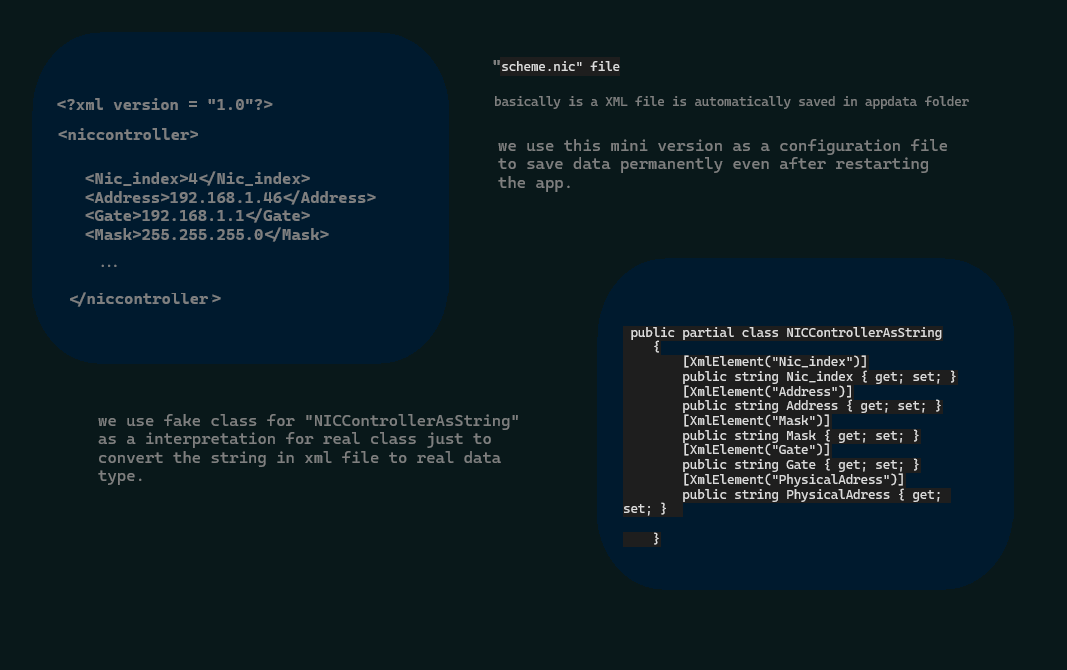 <?xml version = "1.0"?>
<niccontroller>
<Nic_index>4</Nic_index>
<Address>192.168.1.46</Address>
<Gate>192.168.1.1</Gate>
<Mask>255.255.255.0</Mask>
...
</niccontroller>
"scheme.nic" file
basically is a XML file is automatically saved in appdata folder
we use this mini version as a configuration file
to save data permanently even after restarting
the app.
we use fake class for "NICControllerAsString"
as a interpretation for real class just to
convert the string in xml file to real data
type.
public partial class NICControllerAsString
{
[XmlElement("Nic_index")]
public string Nic_index { get; set; }
[XmlElement("Address")]
public string Address { get; set; }
[XmlElement("Mask")]
public string Mask { get; set; }
[XmlElement("Gate")]
public string Gate { get; set; }
[XmlElement("PhysicalAdress")]
public string PhysicalAdress { get;
set; }
}